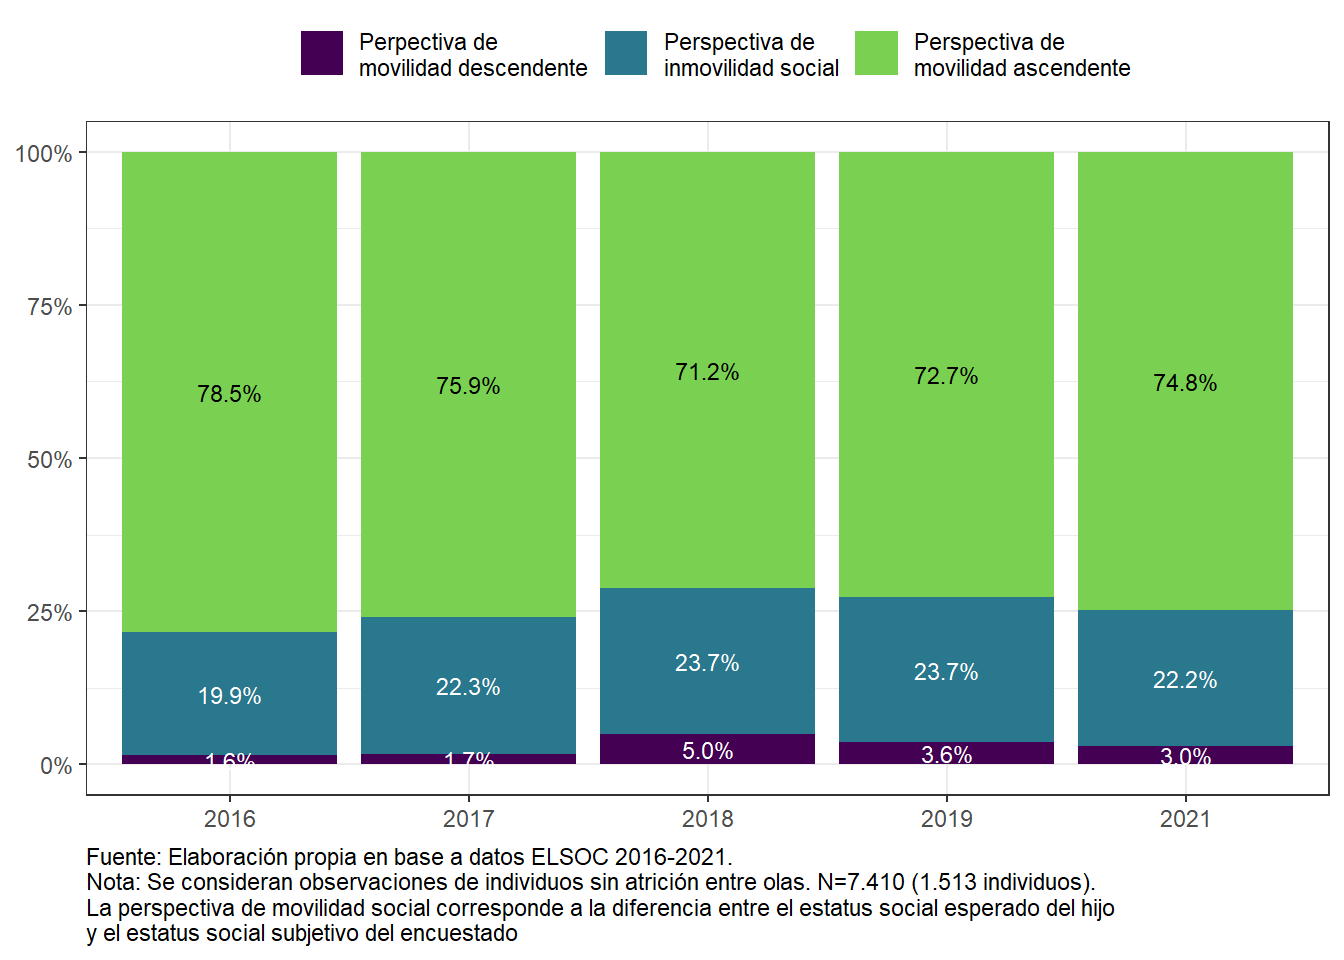 Perpectiva de
movilidad descendente
Perspectiva de
inmovilidad social
Perspectiva de
movilidad ascendente
100%
75%
50%
25%
0%
78.5%
75.9%
71.2%
72.7%
74.8%
19.9%
22.3%
23.7%
23.7%
22.2%
1.6%
1.7%
5.0%
3.6%
3.0%
2016
2017
2018
2019
2021
Fuente: Elaboración propia en base a datos ELSOC 2016-2021.
Nota: Se consideran observaciones de individuos sin atrición entre olas. N=7.410 (1.513 individuos).
La perspectiva de movilidad social corresponde a la diferencia entre el estatus social esperado del hijo
y el estatus social subjetivo del encuestado